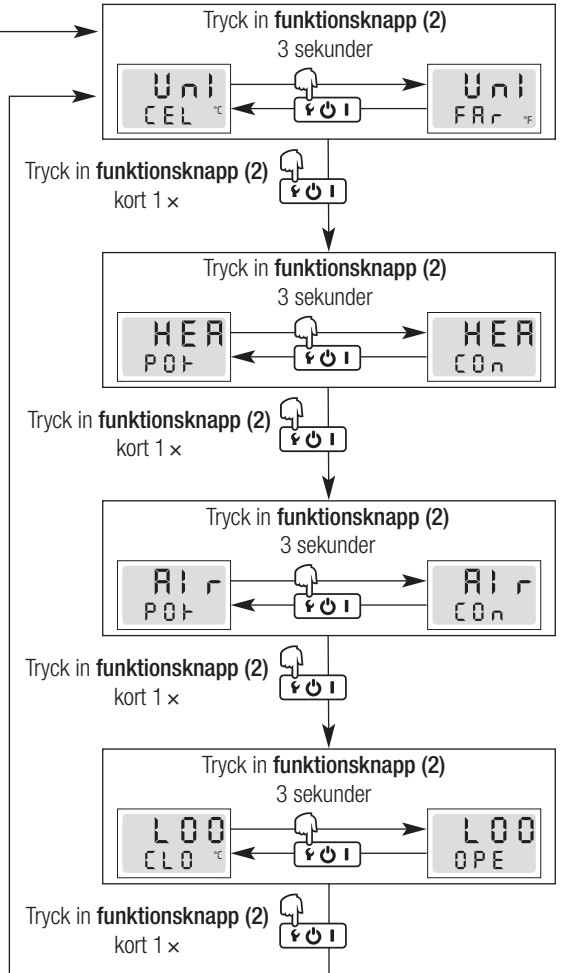 Tryck in funktionsknapp (2)
3 sekunder
UnI UnI
CEL °C FAr °F
Tryck in funktionsknapp (2)
kort 1 ×
Tryck in funktionsknapp (2)
3 sekunder
HEA HEA
POt COn
Tryck in funktionsknapp (2)
kort 1 ×
Tryck in funktionsknapp (2)
3 sekunder
AIr AIr
POt COn
Tryck in funktionsknapp (2)
kort 1 ×
Tryck in funktionsknapp (2)
3 sekunder
LOO LOO
CLO °C OPE
Tryck in funktionsknapp (2)
kort 1 ×